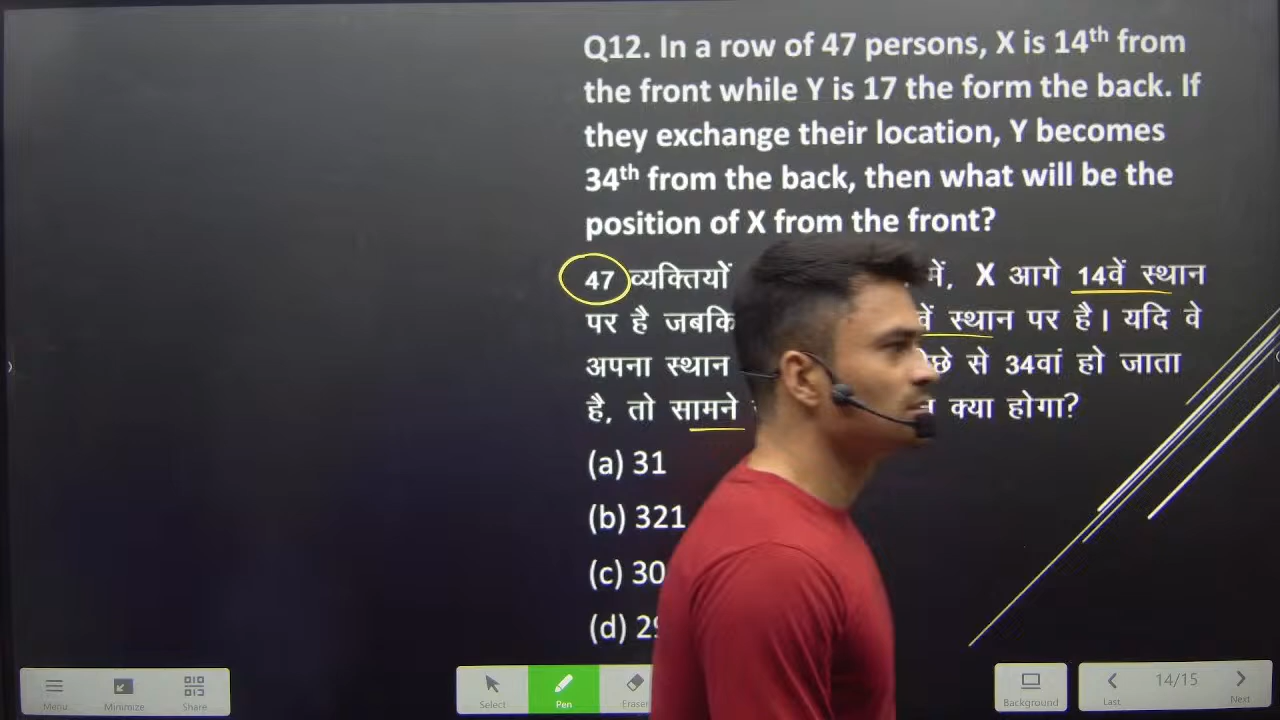 Q12. In a row of 47 persons, X is 14th from
the front while Y is 17 the form the back. If
they exchange their location, Y becomes
34th from the back, then what will be the
position of X from the front?
47 व्यक्तियों में, X आगे 14वें स्थान
पर है जबकि वें स्थान पर है। यदि वे
अपना स्थान से 34वां हो जाता
है, तो सामने क्या होगा?
(a) 31
(b) 321
(c) 30
(d)
Menu
Minimize
Share
Select
Pen
Eraser
Background
Last
14/15
Next